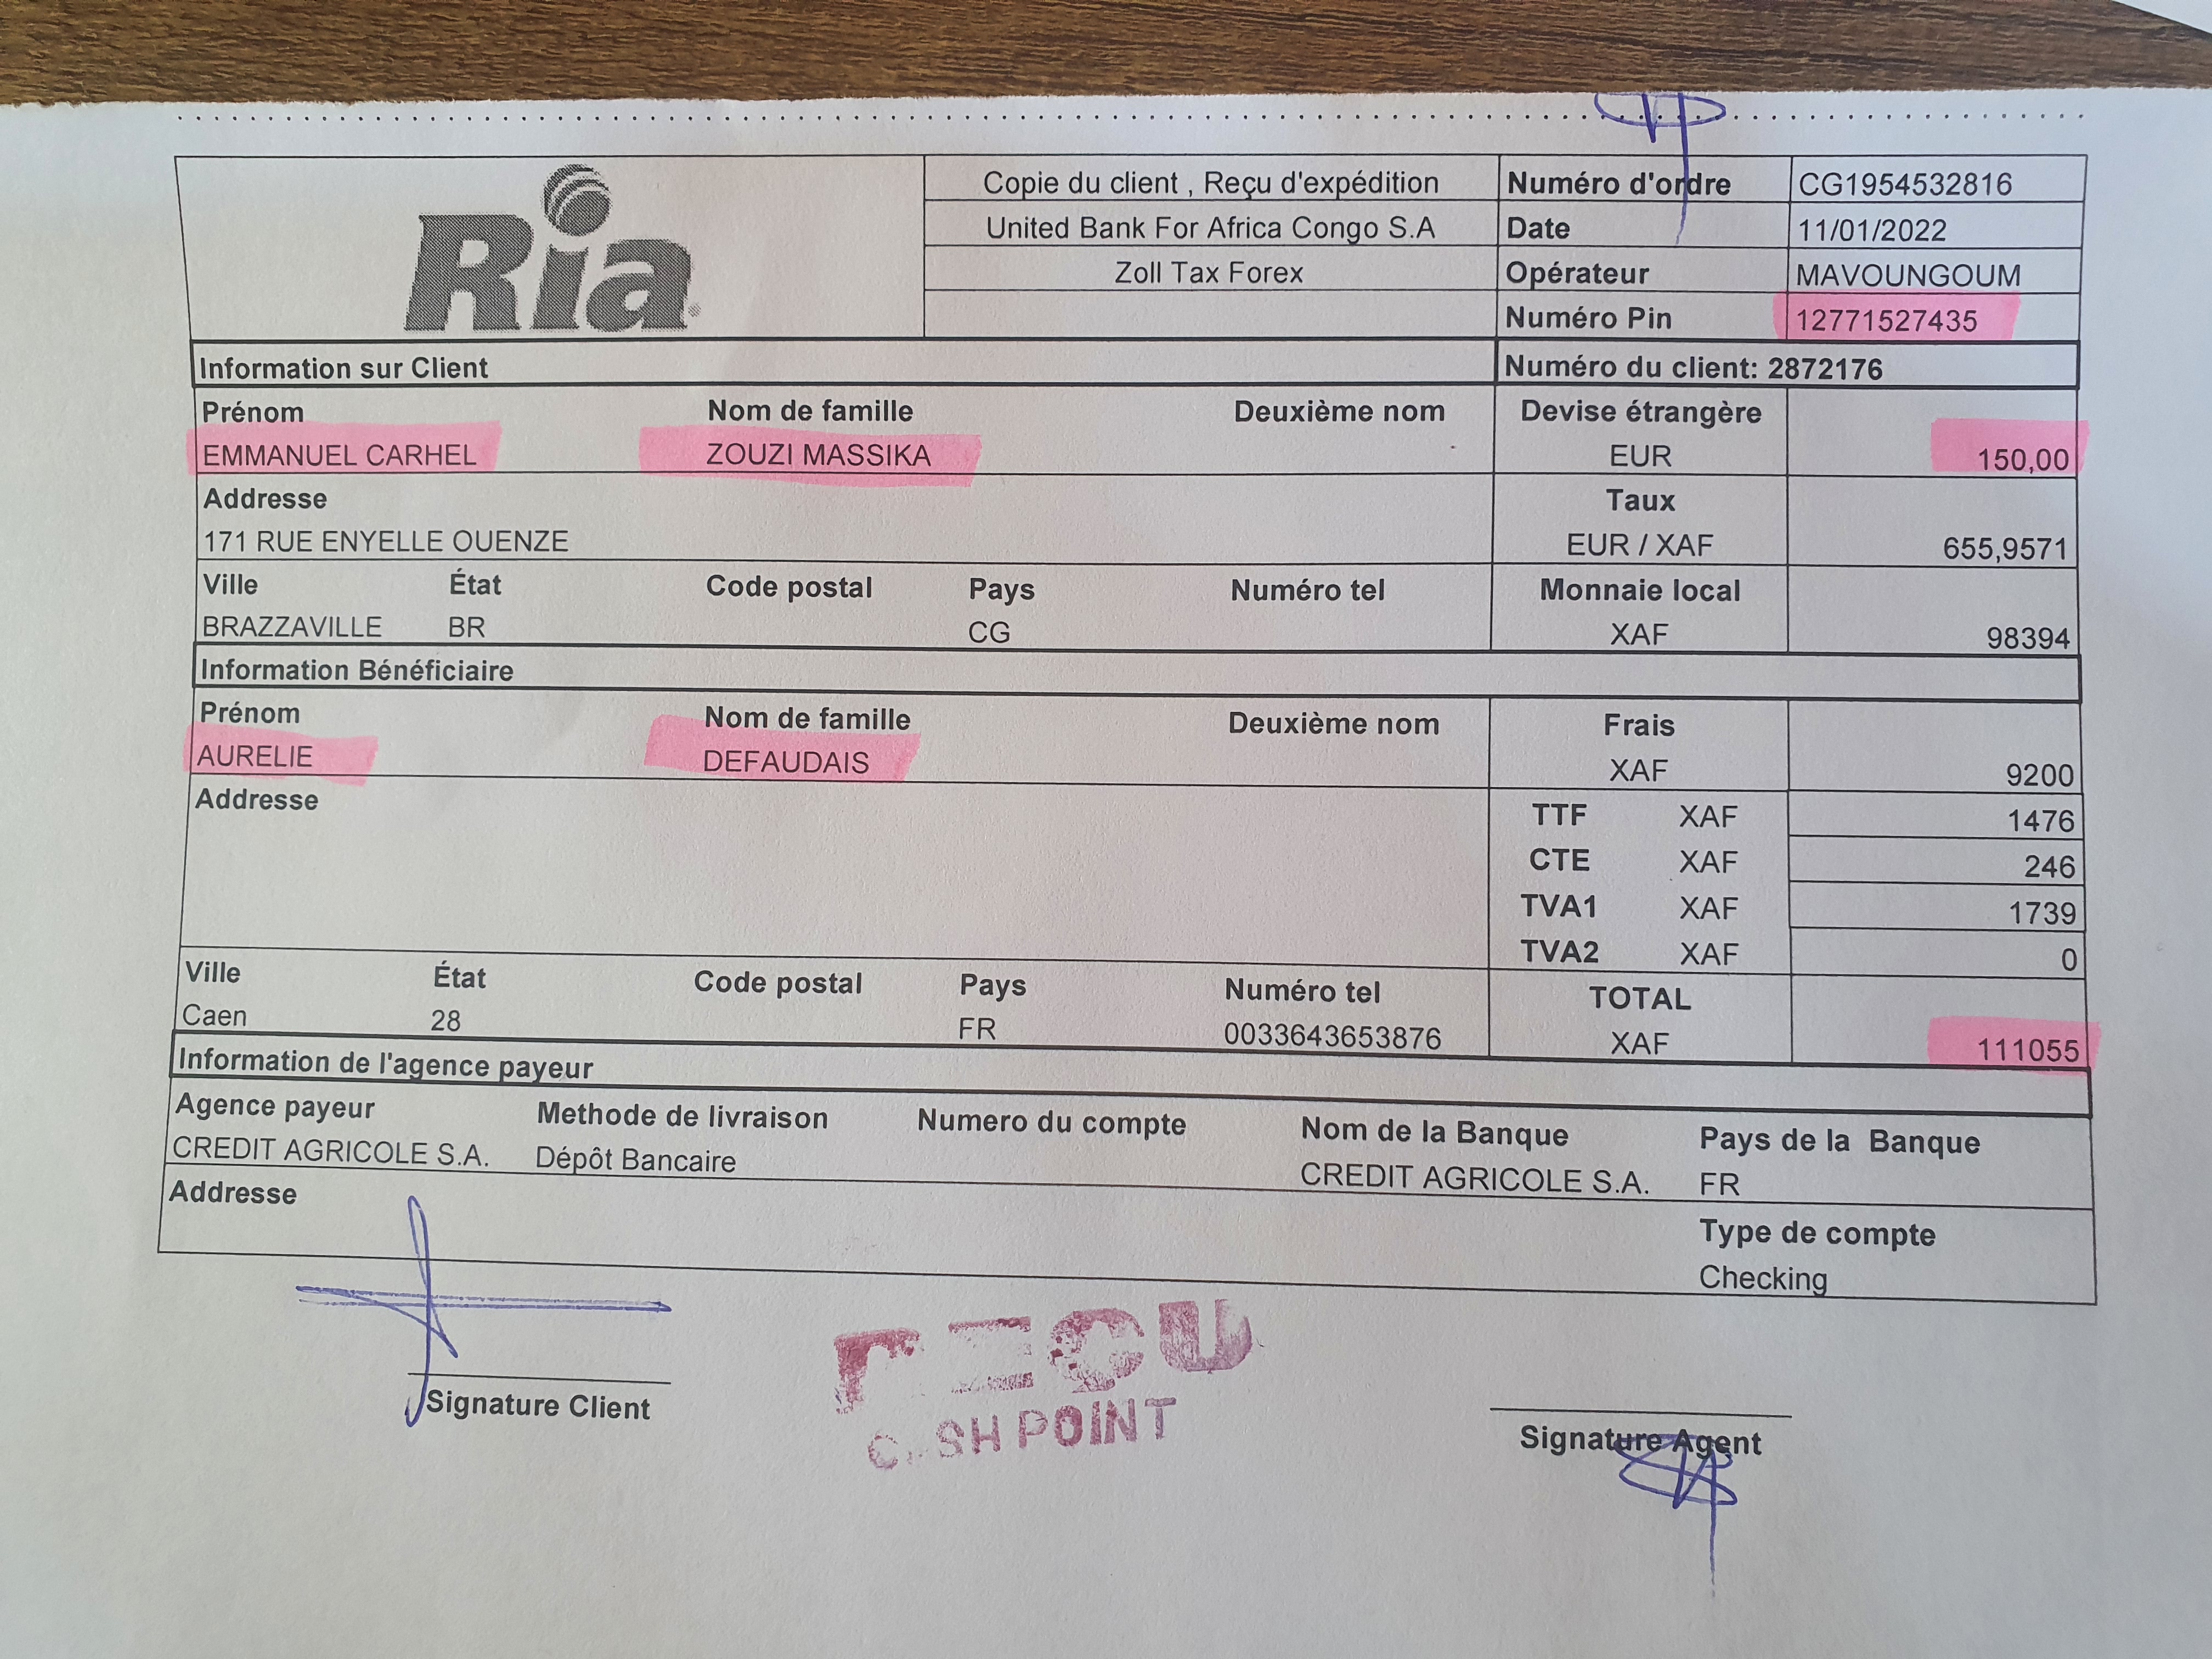 Ria
Copie du client , Reçu d'expédition
United Bank For Africa Congo S.A
Zoll Tax Forex
Numéro d'ordre CG1954532816
Date 11/01/2022
Opérateur MAVOUNGOUM
Numéro Pin 12771527435
Information sur Client Numéro du client: 2872176
Prénom Nom de famille Deuxième nom Devise étrangère
EMMANUEL CARHEL ZOUZI MASSIKA EUR 150,00
Addresse Taux
171 RUE ENYELLE OUENZE EUR / XAF 655,9571
Ville État Code postal Pays Numéro tel Monnaie local
BRAZZAVILLE BR CG XAF 98394
Information Bénéficiaire
Prénom Nom de famille Deuxième nom Frais
AURELIE DEFAUDAIS XAF 9200
Addresse TTF XAF 1476
CTE XAF 246
TVA1 XAF 1739
TVA2 XAF 0
Ville État Code postal Pays Numéro tel TOTAL
Caen 28 FR 0033643653876 XAF 111055
Information de l'agence payeur
Agence payeur Methode de livraison Numero du compte Nom de la Banque Pays de la Banque
CREDIT AGRICOLE S.A. Dépôt Bancaire CREDIT AGRICOLE S.A. FR
Addresse Type de compte
Checking
Signature Client
Signature Agent
POINT